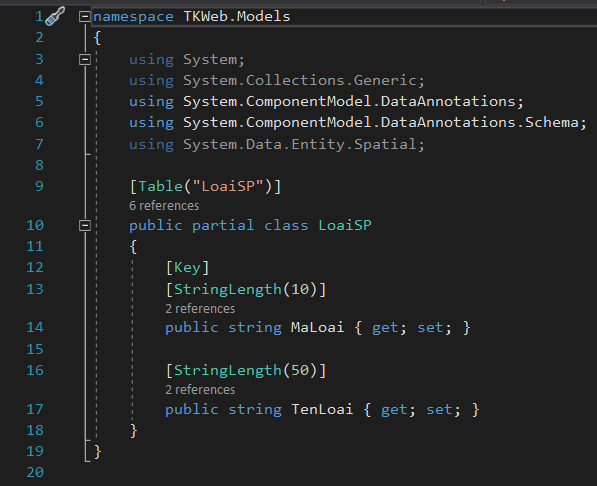 1 namespace TKWeb.Models
2 {
3 using System;
4 using System.Collections.Generic;
5 using System.ComponentModel.DataAnnotations;
6 using System.ComponentModel.DataAnnotations.Schema;
7 using System.Data.Entity.Spatial;
8
9 [Table("LoaiSP")]
6 references
10 public partial class LoaiSP
11 {
12 [Key]
13 [StringLength(10)]
2 references
14 public string MaLoai { get; set; }
15
16 [StringLength(50)]
2 references
17 public string TenLoai { get; set; }
18 }
19 }
20